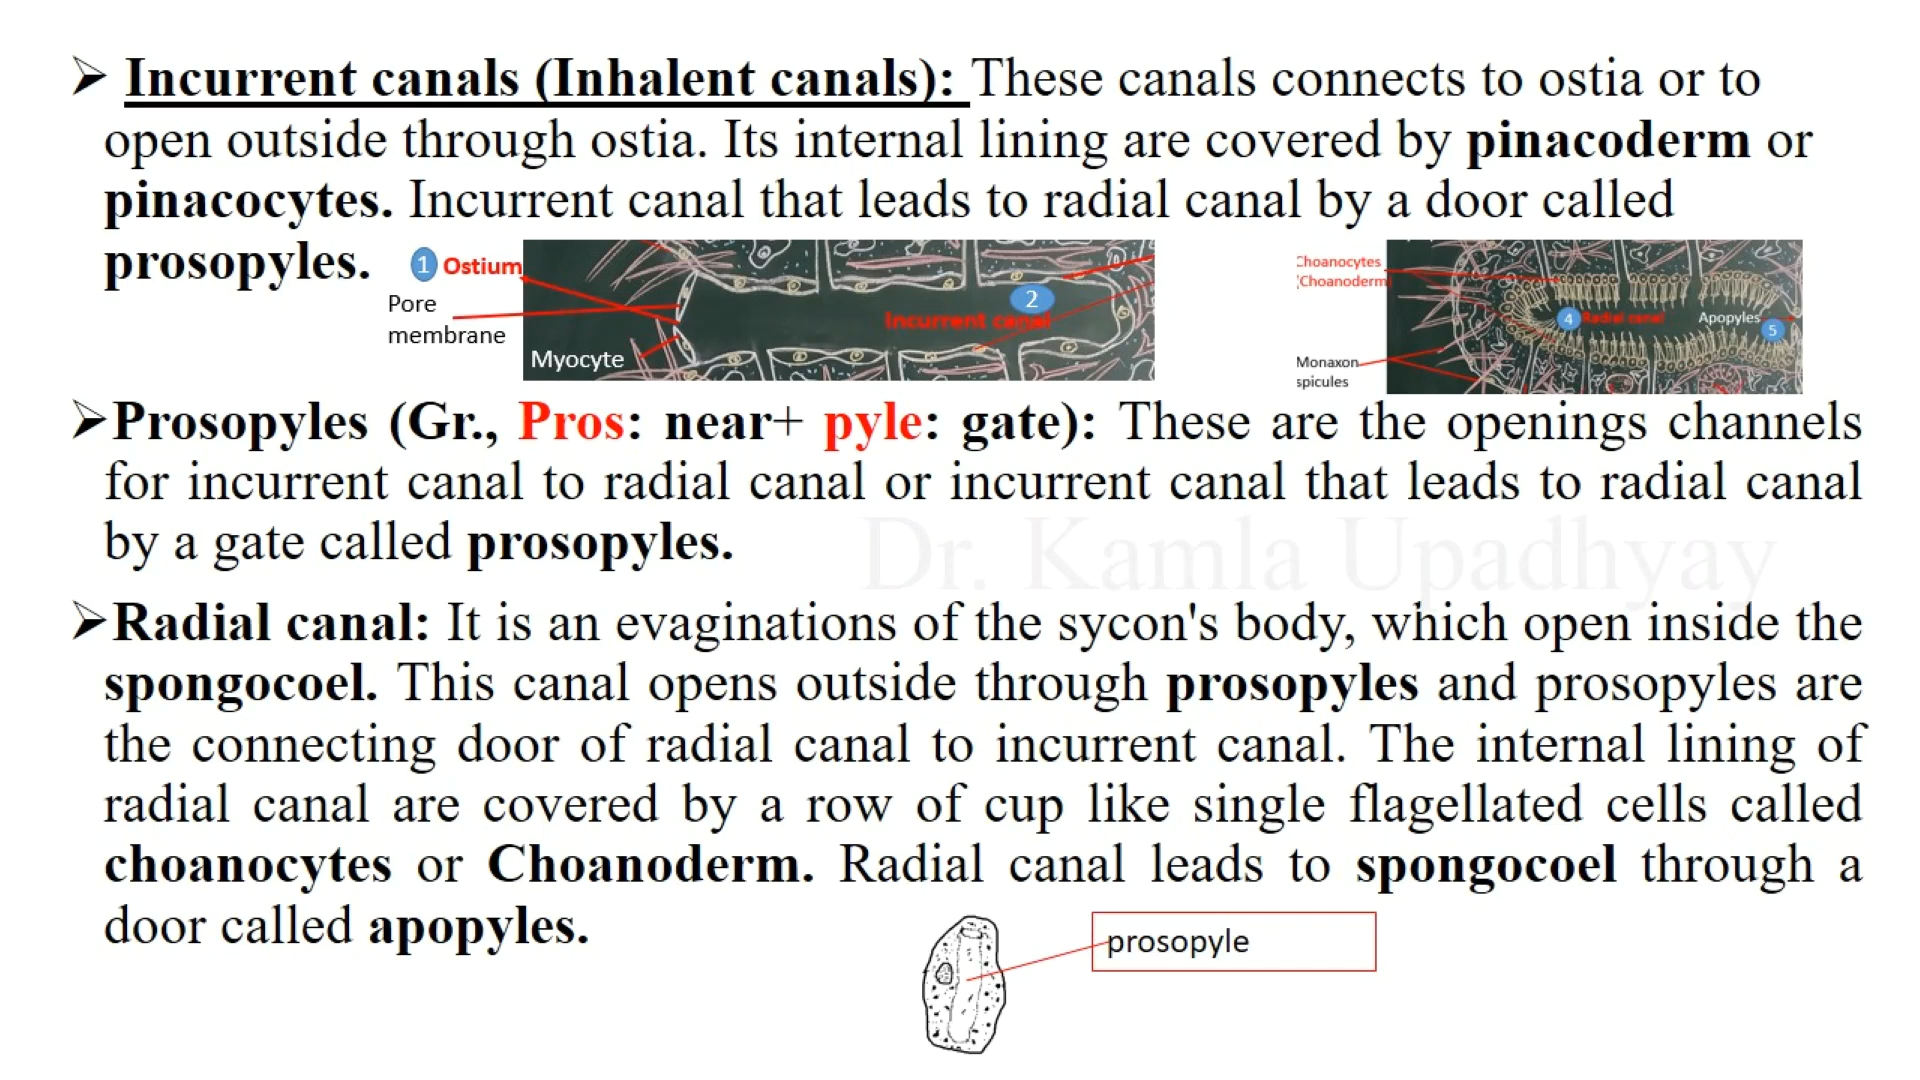 ➢ Incurrent canals (Inhalent canals): These canals connects to ostia or to
open outside through ostia. Its internal lining are covered by pinacoderm or
pinacocytes. Incurrent canal that leads to radial canal by a door called
prosopyles.
1 Ostium
Pore
membrane
Myocyte
2
Incurrent canal
Choanocytes
(Choanoderm
4 Radial canal
Apopyles
5
Monaxon
spicules
➢Prosopyles (Gr., Pros: near+ pyle: gate): These are the openings channels
for incurrent canal to radial canal or incurrent canal that leads to radial canal
by a gate called prosopyles.
Dr. Kamla Upadhyay
➢Radial canal: It is an evaginations of the sycon's body, which open inside the
spongocoel. This canal opens outside through prosopyles and prosopyles are
the connecting door of radial canal to incurrent canal. The internal lining of
radial canal are covered by a row of cup like single flagellated cells called
choanocytes or Choanoderm. Radial canal leads to spongocoel through a
door called apopyles.
prosopyle